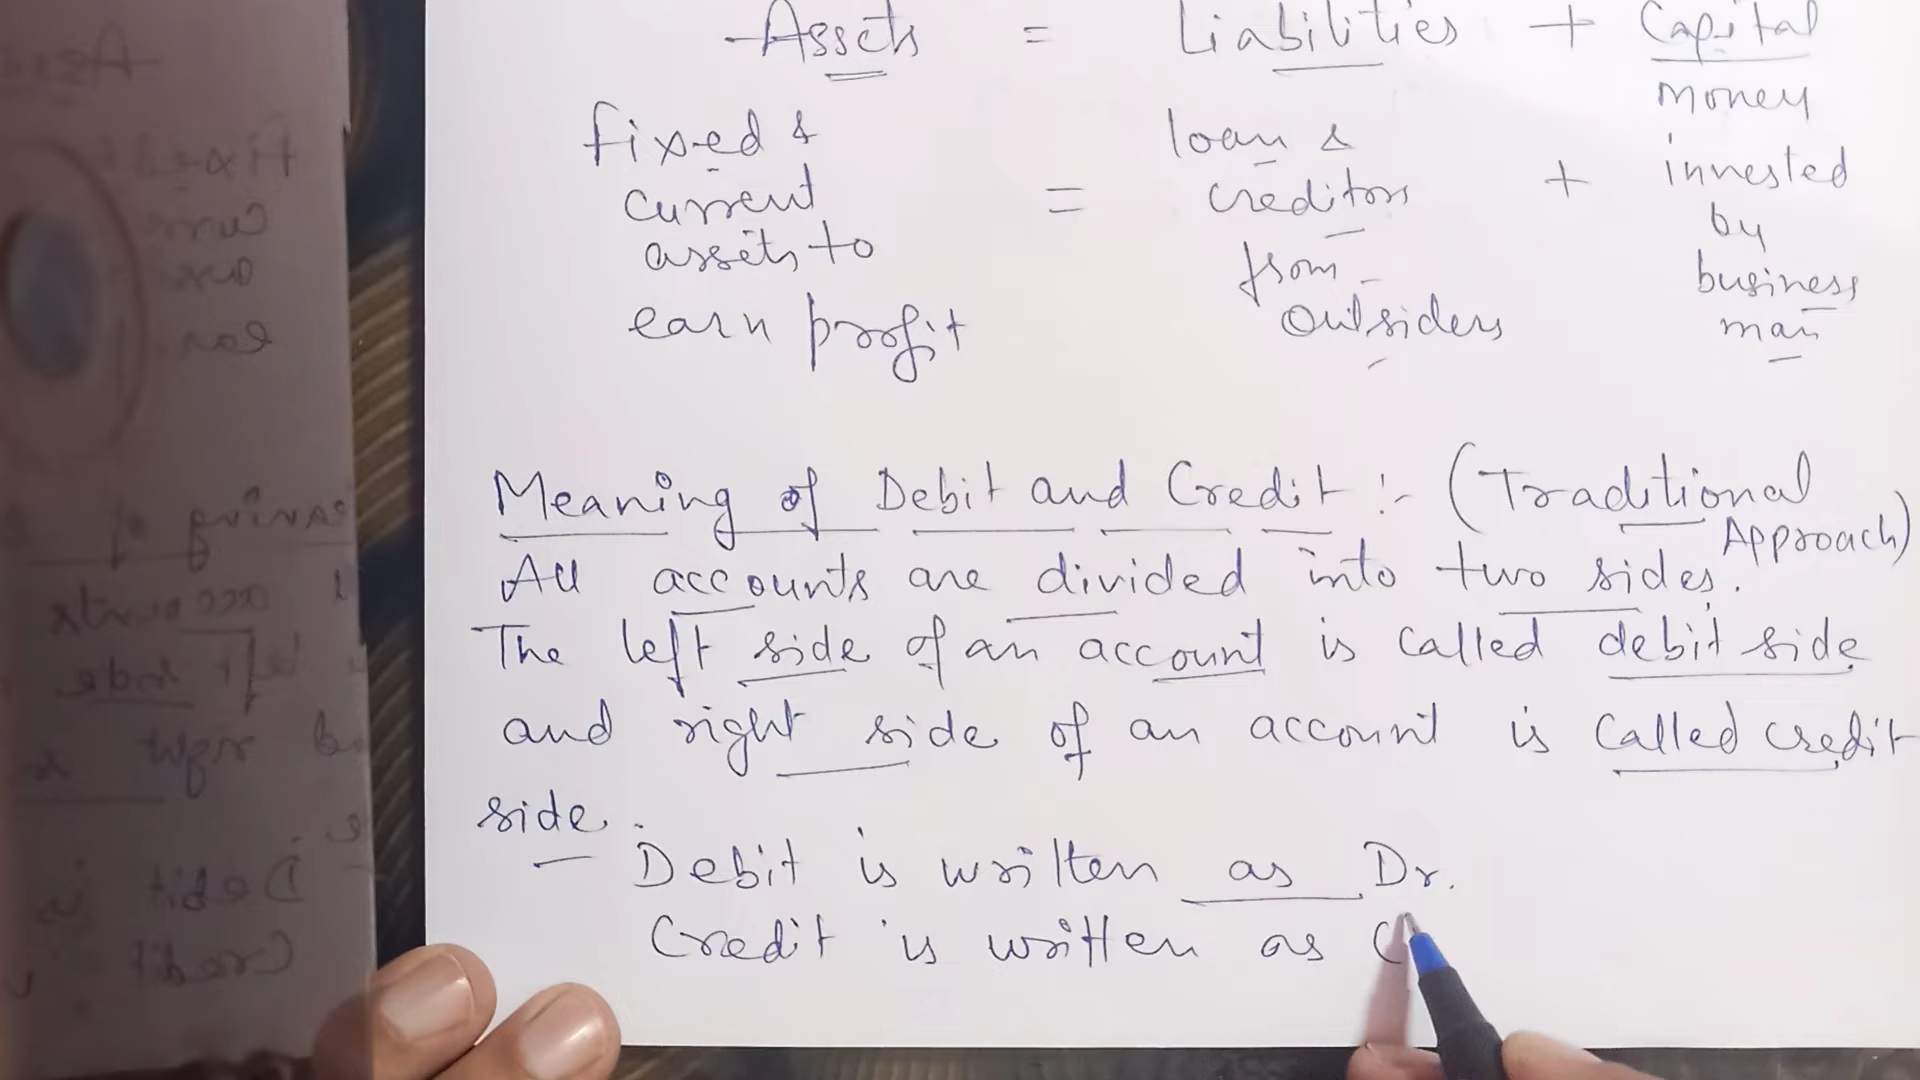 Assets = Liabilities + Capital
fixed & current assets to earn profit = loan & creditors from outsiders + money invested by business man
Meaning of Debit and Credit :- (Traditional Approach)
All accounts are divided into two sides.
The left side of an account is called debit side
and right side of an account is called credit
side.
Debit is written as Dr.
Credit is written as C